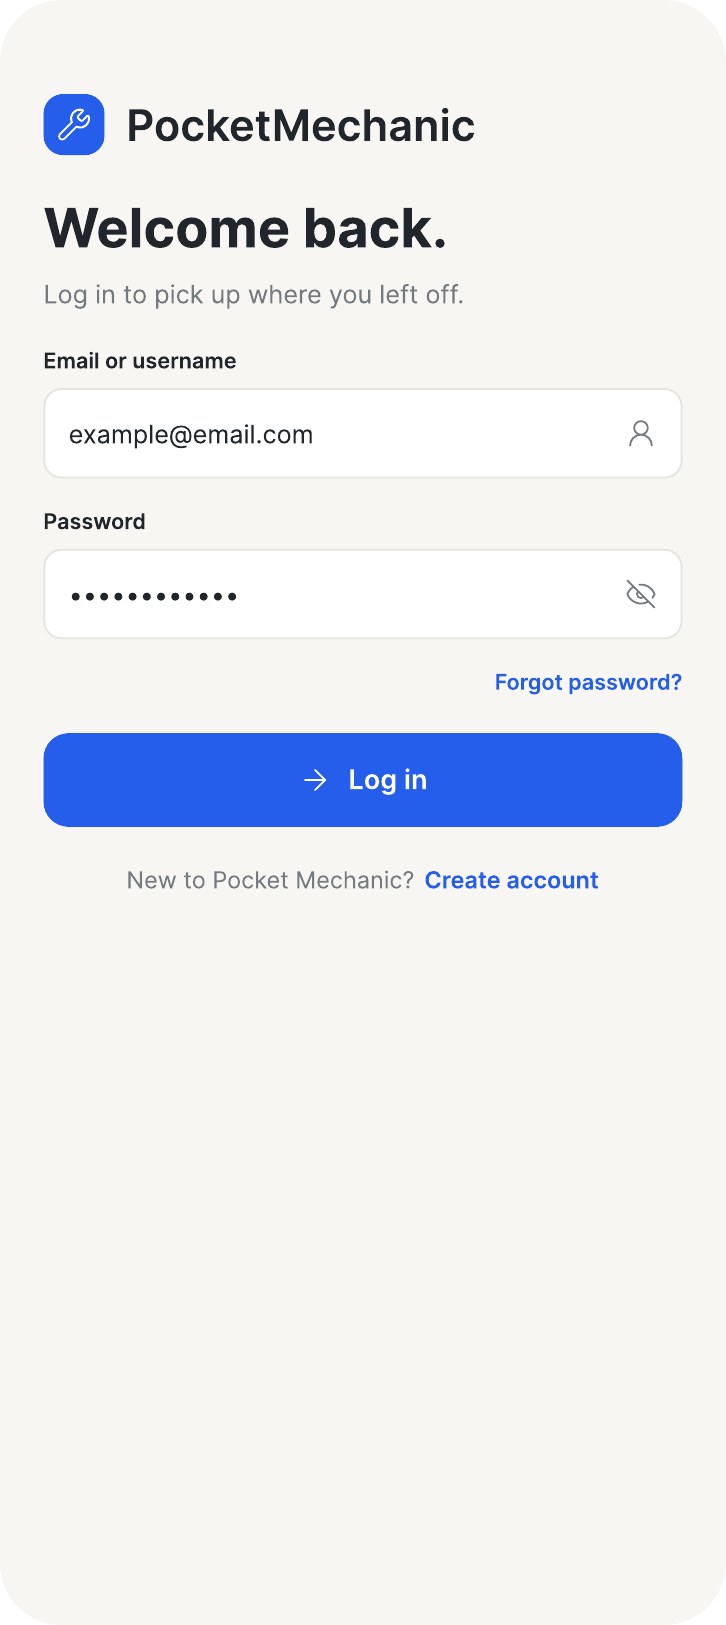 PocketMechanic
Welcome back.
Log in to pick up where you left off.
Email or username
example@email.com
Password
••••••••••••
Forgot password?
Log in
New to Pocket Mechanic? Create account